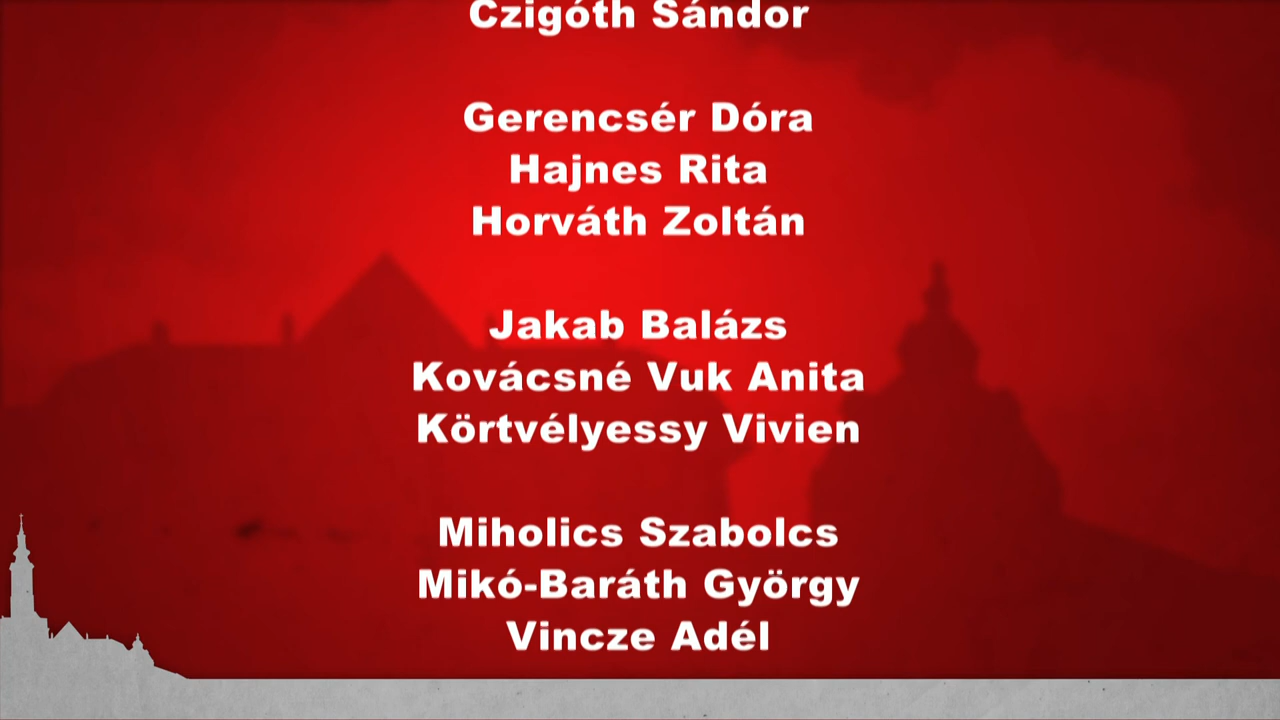 Czigóth Sándor
Gerencsér Dóra
Hajnes Rita
Horváth Zoltán
Jakab Balázs
Kovácsné Vuk Anita
Körtvélyessy Vivien
Miholics Szabolcs
Mikó-Baráth György
Vincze Adél